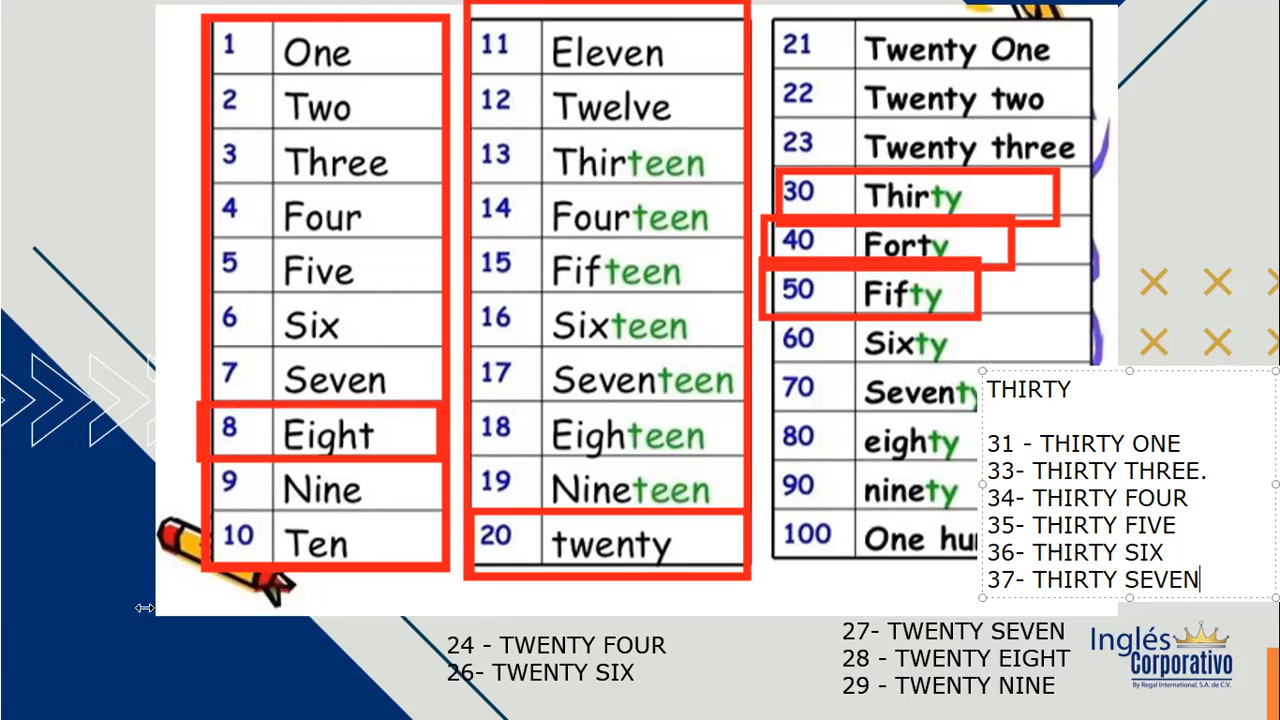 1 One
2 Two
3 Three
4 Four
5 Five
6 Six
7 Seven
8 Eight
9 Nine
10 Ten
11 Eleven
12 Twelve
13 Thirteen
14 Fourteen
15 Fifteen
16 Sixteen
17 Seventeen
18 Eighteen
19 Nineteen
20 twenty
21 Twenty One
22 Twenty two
23 Twenty three
30 Thirty
40 Forty
50 Fifty
60 Sixty
70 Seventy
80 eighty
90 ninety
100 One
THIRTY
31 - THIRTY ONE
33- THIRTY THREE.
34- THIRTY FOUR
35- THIRTY FIVE
36- THIRTY SIX
37- THIRTY SEVEN
24 - TWENTY FOUR
26- TWENTY SIX
27- TWENTY SEVEN
28 - TWENTY EIGHT
29 - TWENTY NINE
Inglés
Corporativo
By Regal International, S.A. de C.V.